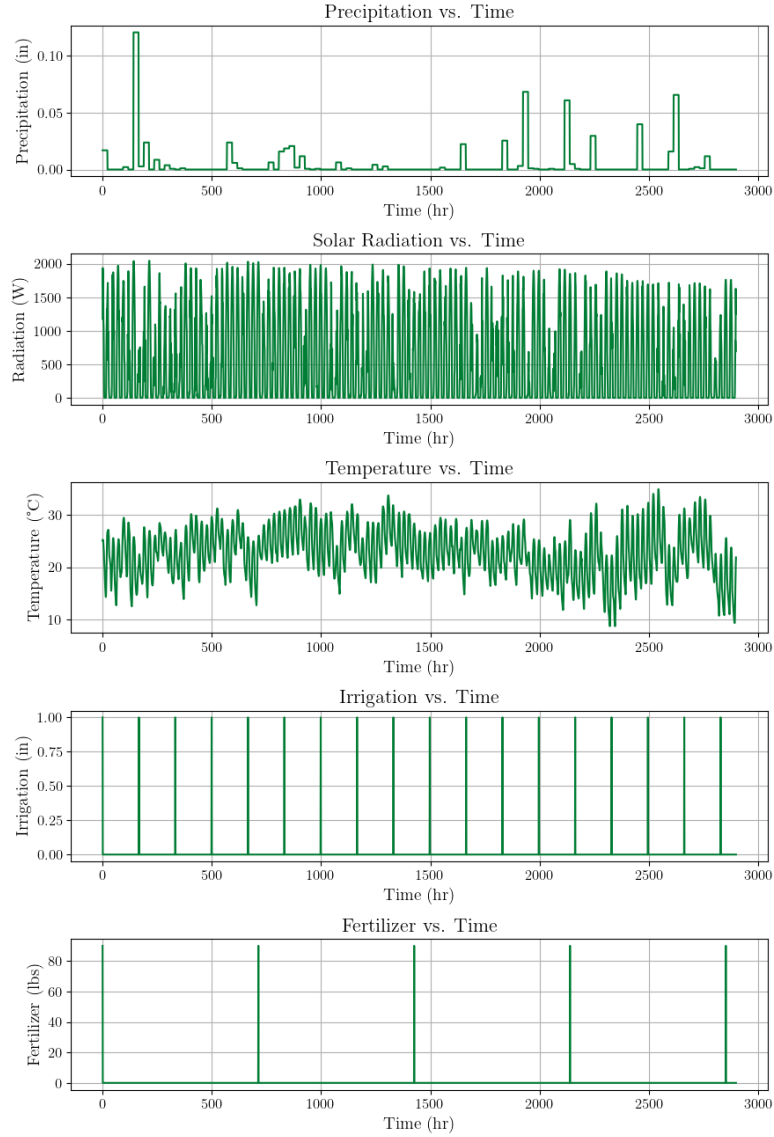 Precipitation vs. Time
Precipitation (in)
0.10
0.05
0.00
0 500 1000 1500 2000 2500 3000
Time (hr)
Solar Radiation vs. Time
Radiation (W)
2000
1500
1000
500
0
0 500 1000 1500 2000 2500 3000
Time (hr)
Temperature vs. Time
Temperature (°C)
30
20
10
0 500 1000 1500 2000 2500 3000
Time (hr)
Irrigation vs. Time
Irrigation (in)
1.00
0.75
0.50
0.25
0.00
0 500 1000 1500 2000 2500 3000
Time (hr)
Fertilizer vs. Time
Fertilizer (lbs)
80
60
40
20
0
0 500 1000 1500 2000 2500 3000
Time (hr)